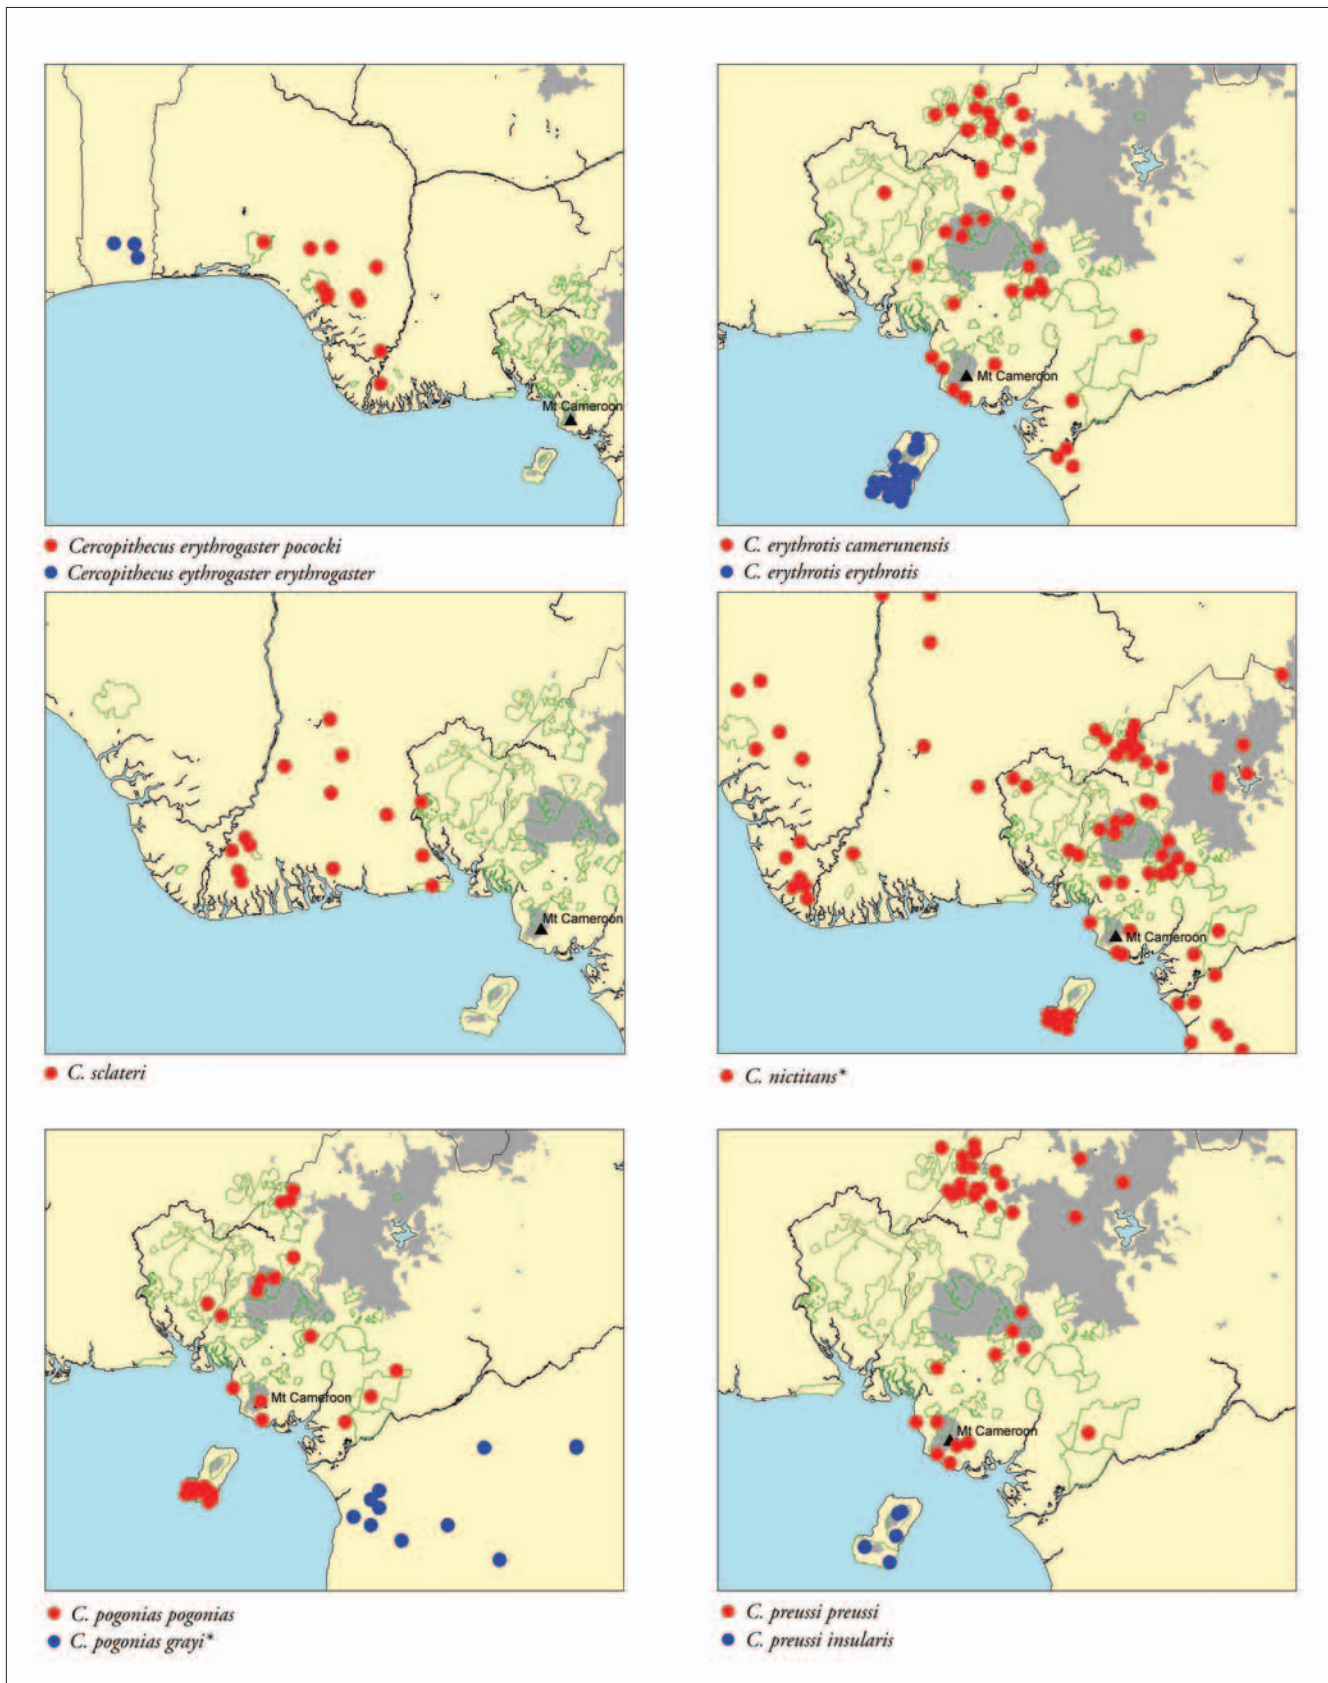 Mt Cameroon
Cercopithecus erythrogaster pococki
Cercopithecus eythrogaster erythrogaster
Mt Cameroon
C. erythrotis camerunensis
C. erythrotis erythrotis
Mt Cameroon
C. sclateri
Mt Cameroon
C. nictitans*
Mt Cameroon
C. pogonias pogonias
C. pogonias grayi*
Mt Cameroon
C. preussi preussi
C. preussi insularis